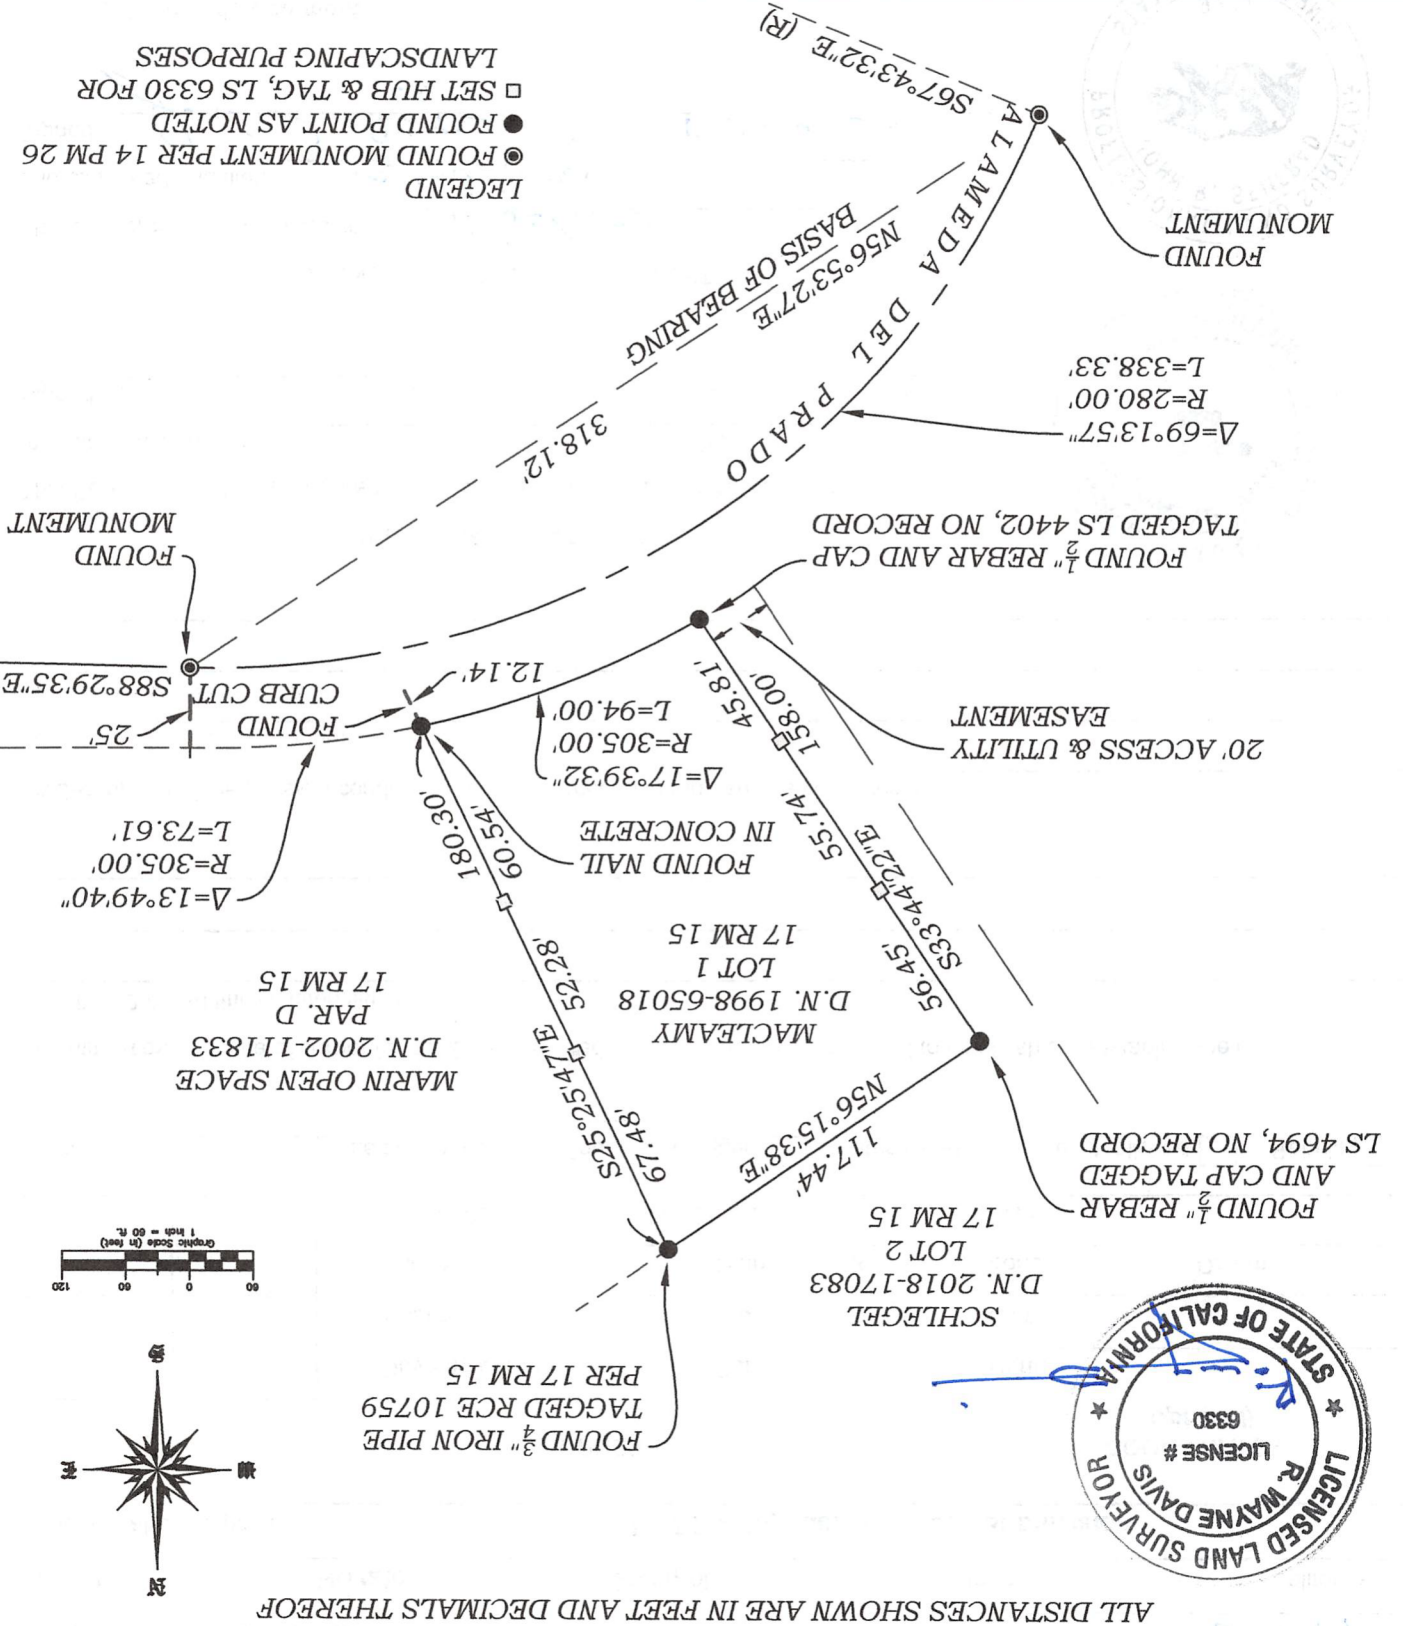 ALL DISTANCES SHOWN ARE IN FEET AND DECIMALS THEREOF
LICENSED LAND SURVEYOR
R. WAYNE DAVIS
LICENSE #
6330
★ STATE OF CALIFORNIA ★
N
S
E
FOUND 3/4" IRON PIPE
TAGGED RCE 10759
PER 17 RM 15
SCHLEGEL
D.N. 2018-17083
LOT 2
17 RM 15
60
0
60
120
Graphic Scale (in feet)
1 inch = 60 ft.
FOUND 1/2" REBAR
AND CAP TAGGED
LS 4694, NO RECORD
117.44'
N56°15'38"E
67.48'
S25°25'47"E
52.28'
60.54'
180.30'
MARIN OPEN SPACE
D.N. 2002-111833
PAR. D
17 RM 15
MACLEAMY
D.N. 1998-65018
LOT 1
17 RM 15
56.45'
S33°44'22"E
55.74'
158.00'
45.81'
FOUND NAIL
IN CONCRETE
Δ=13°49'40"
R=305.00'
L=73.61'
Δ=17°39'32"
R=305.00'
L=94.00'
20' ACCESS & UTILITY
EASEMENT
25'
FOUND
CURB CUT
12.14'
S88°29'35"E
FOUND
MONUMENT
FOUND 1/2" REBAR AND CAP
TAGGED LS 4402, NO RECORD
Δ=69°13'57"
R=280.00'
L=338.33'
ALAMEDA DEL PRADO
318.12'
N56°53'27"E
BASIS OF BEARING
FOUND
MONUMENT
S67°43'32"E (R)
LEGEND
FOUND MONUMENT PER 14 PM 26
FOUND POINT AS NOTED
SET HUB & TAG, LS 6330 FOR
LANDSCAPING PURPOSES